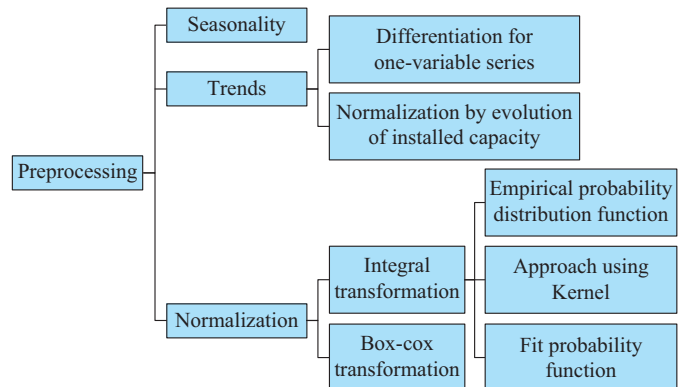 Seasonality
Differentiation for
one-variable series
Trends
Normalization by evolution
of installed capacity
Preprocessing
Empirical probability
distribution function
Integral
transformation
Approach using
Kernel
Normalization
Box-cox
transformation
Fit probability
function